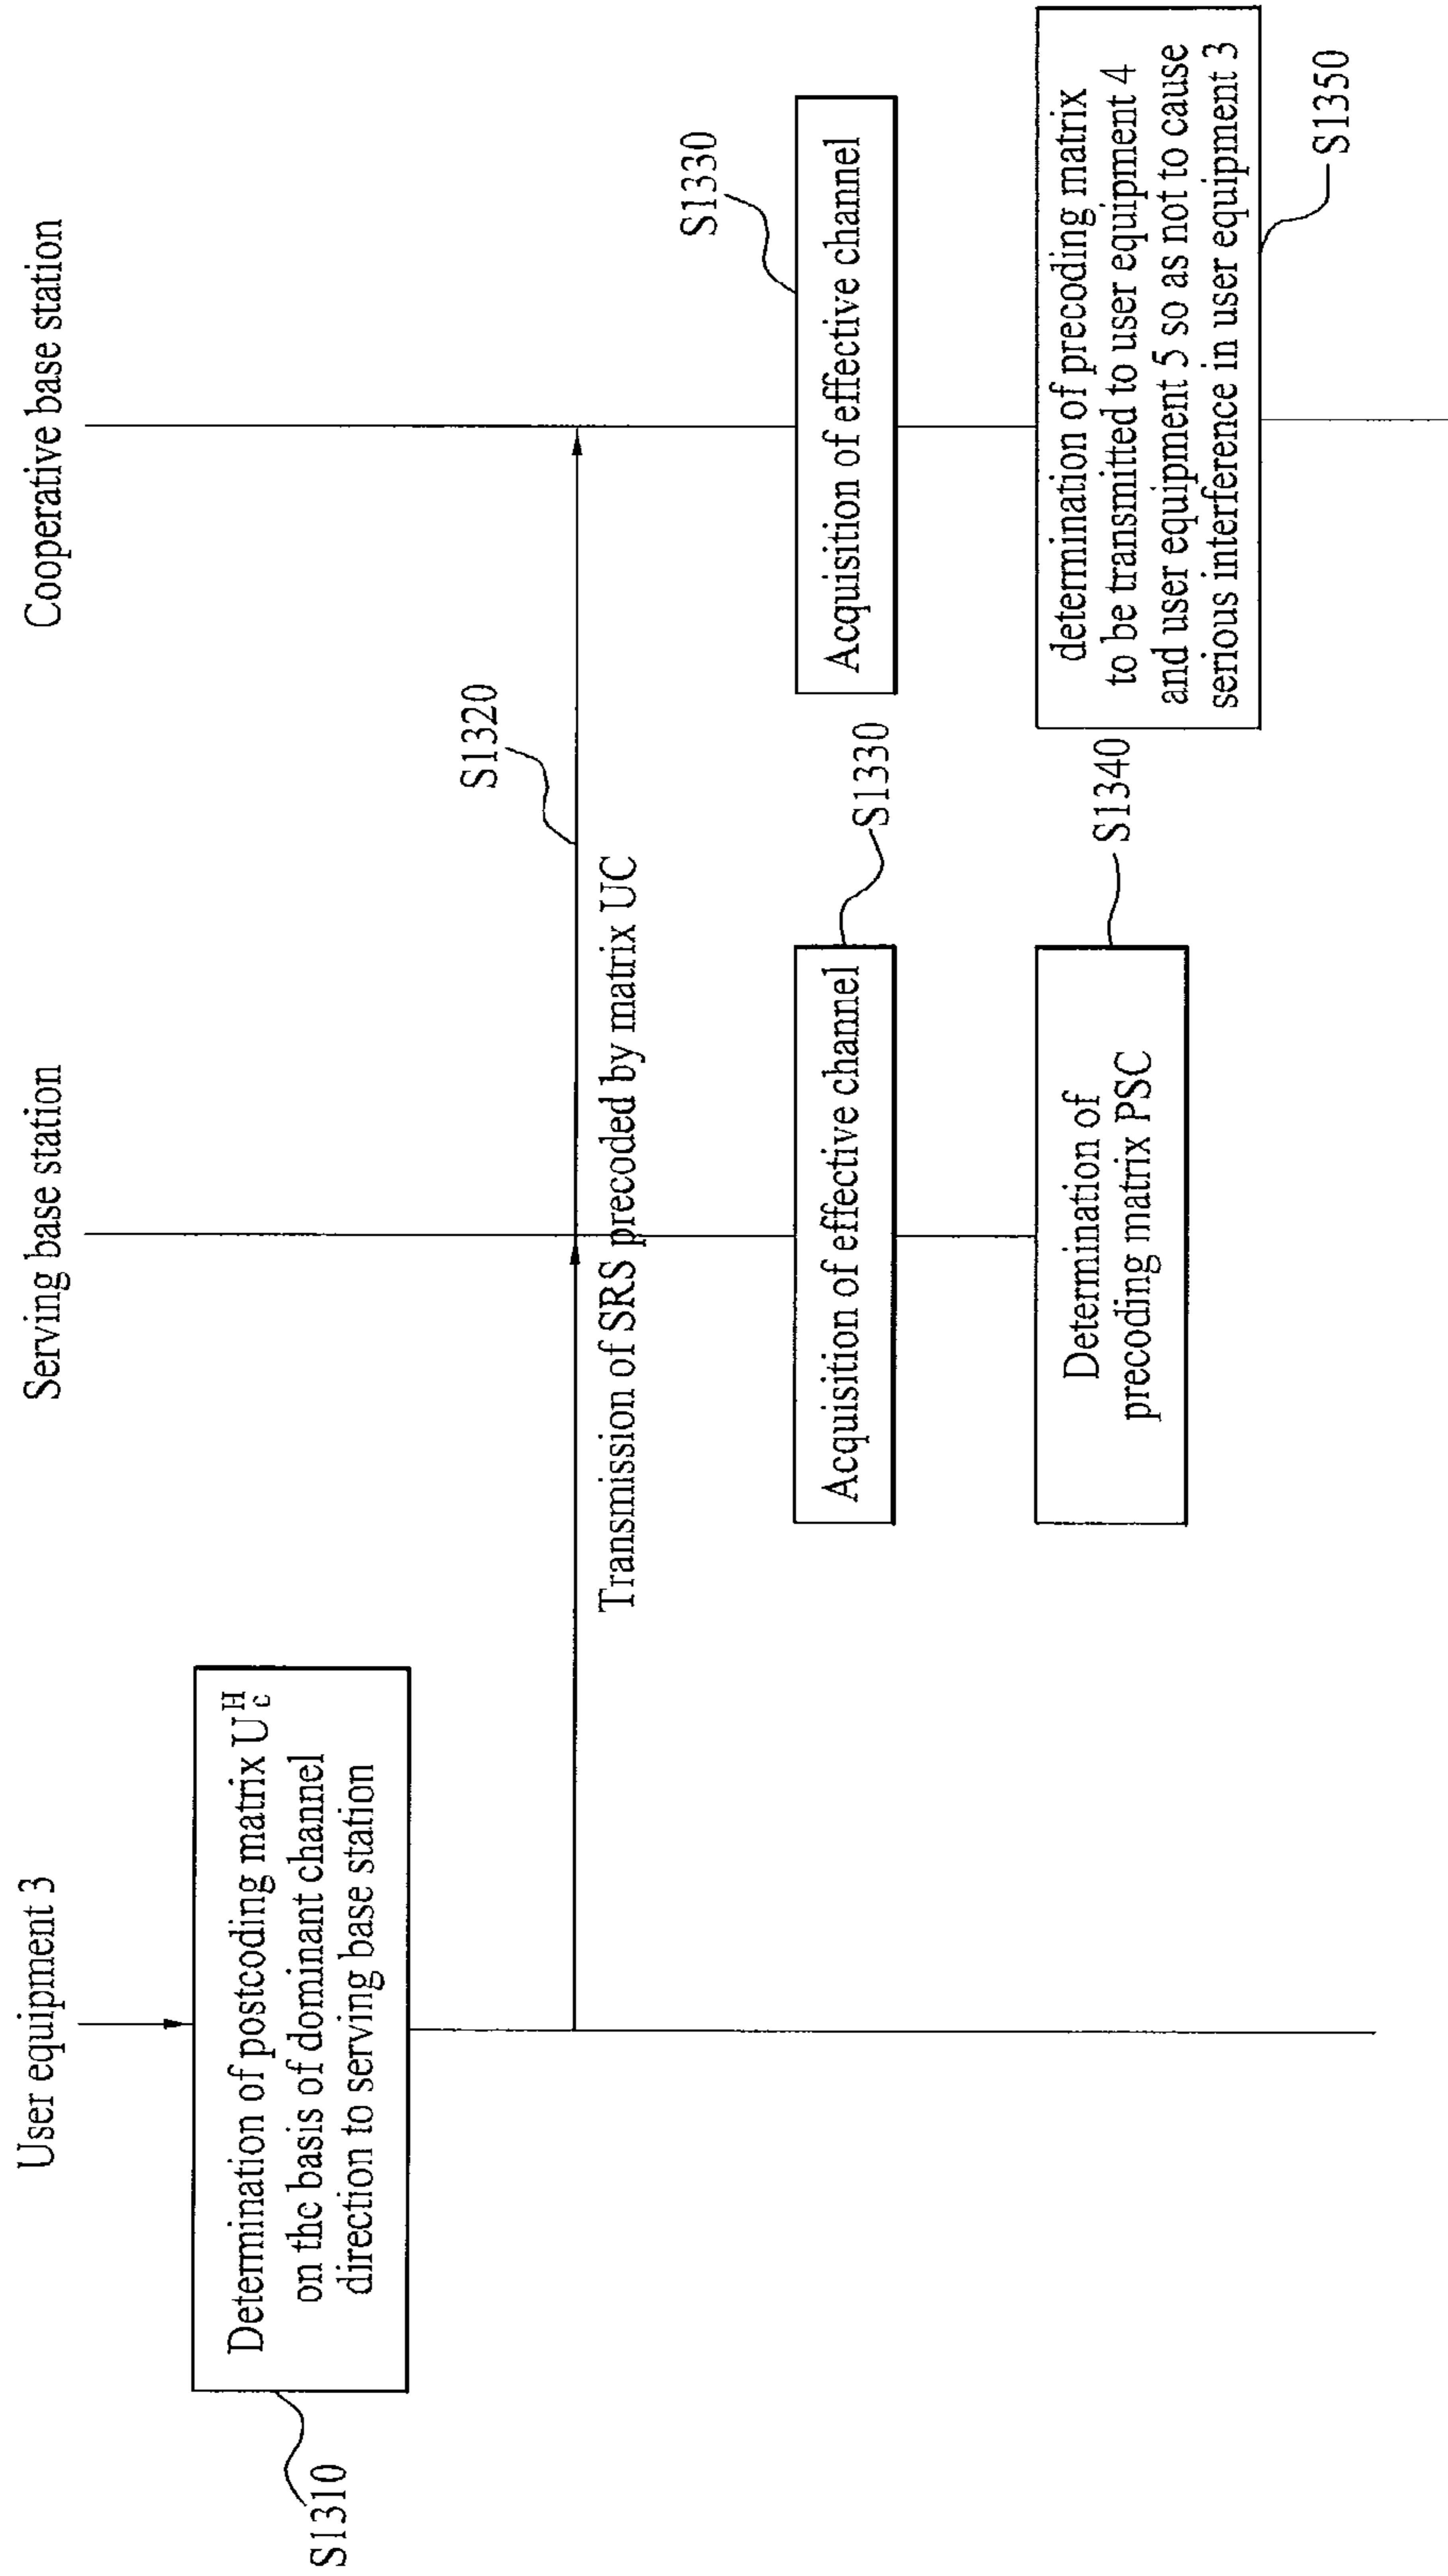 User equipment 3
Serving base station
Cooperative base station
S1310
Determination of postcoding matrix U^H_c
on the basis of dominant channel
direction to serving base station
S1320
Transmission of SRS precoded by matrix UC
S1330
Acquisition of effective channel
S1330
Acquisition of effective channel
S1340
Determination of
precoding matrix PSC
determination of precoding matrix
to be transmitted to user equipment 4
and user equipment 5 so as not to cause
serious interference in user equipment 3
S1350